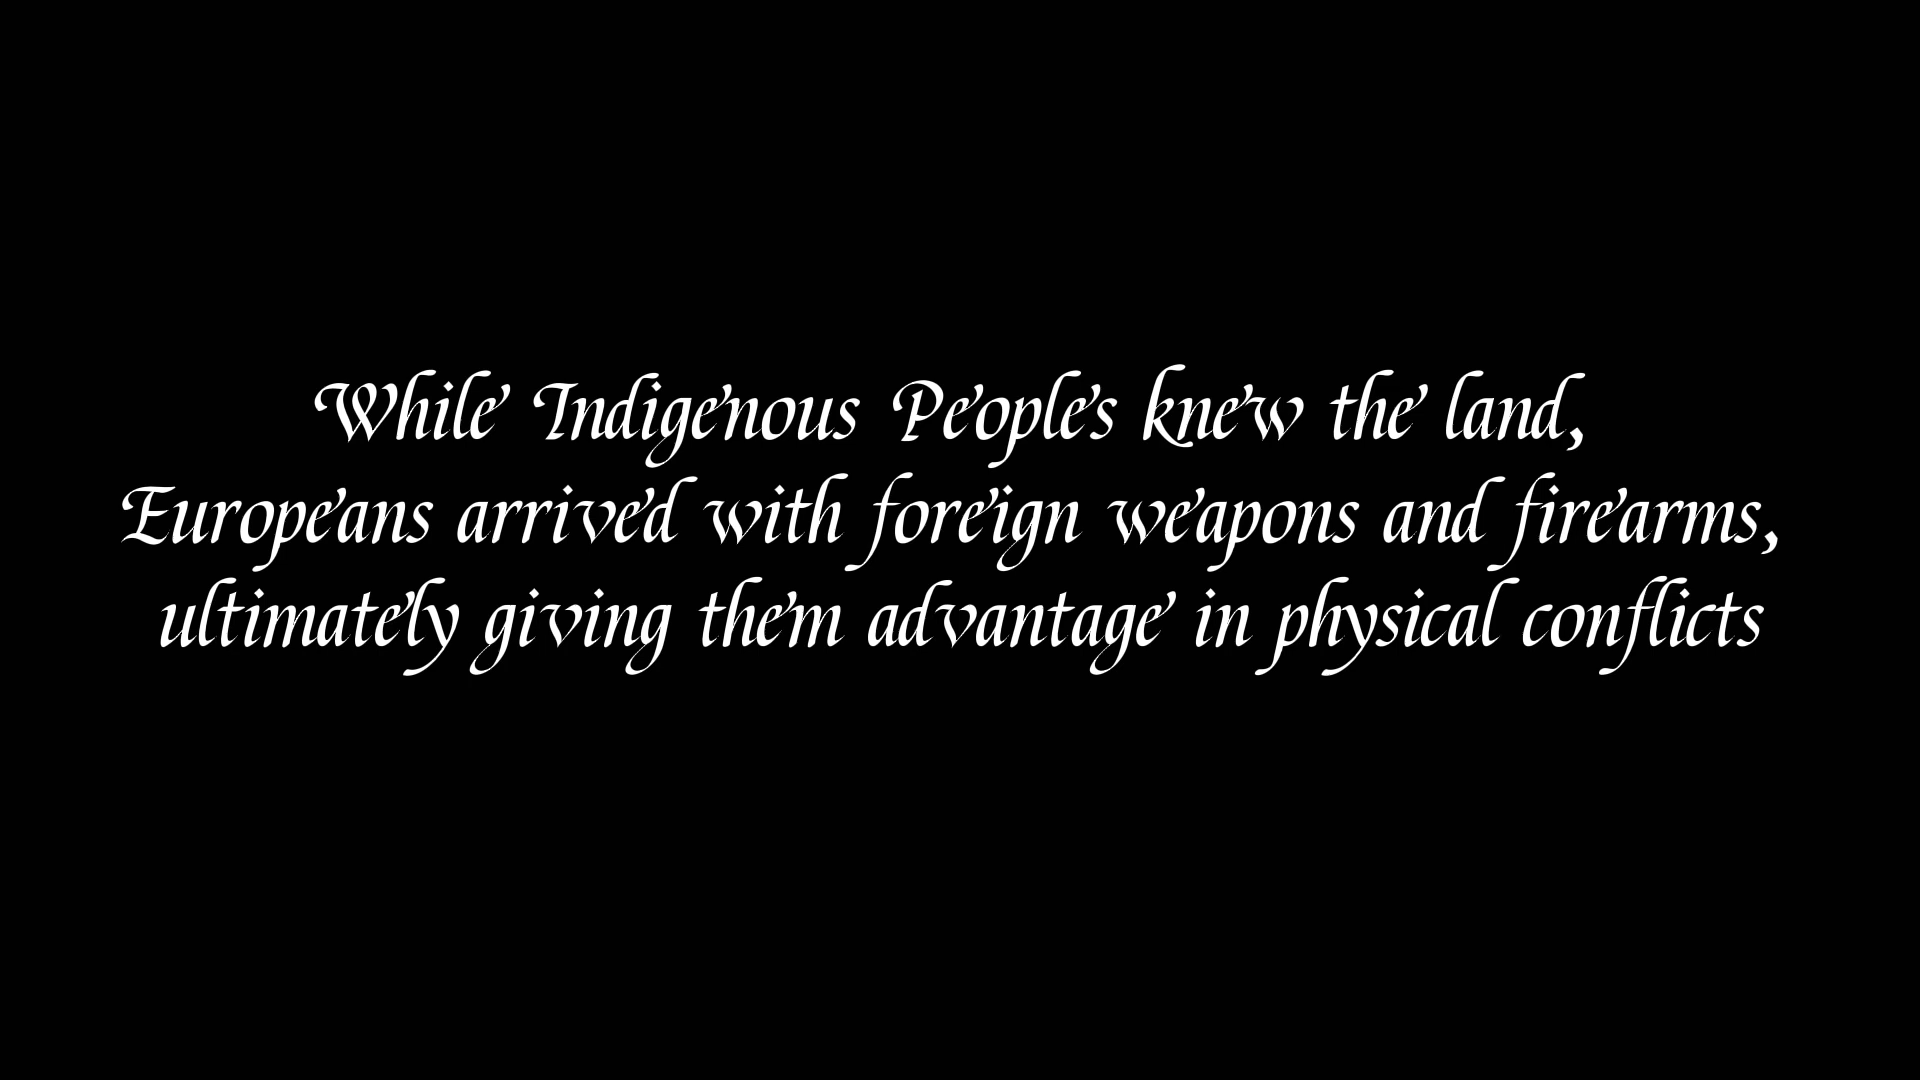 While Indigenous Peoples knew the land,
Europeans arrived with foreign weapons and firearms,
ultimately giving them advantage in physical conflicts